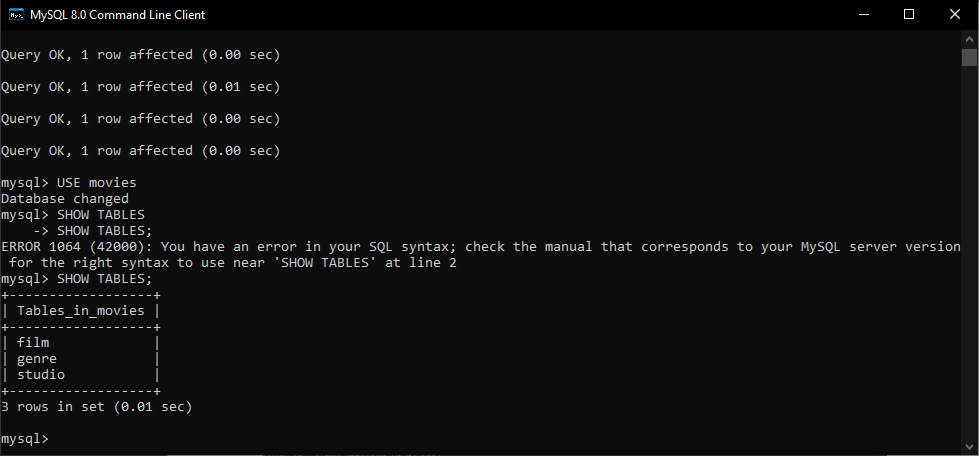 MySQL 8.0 Command Line Client
Query OK, 1 row affected (0.00 sec)
Query OK, 1 row affected (0.01 sec)
Query OK, 1 row affected (0.00 sec)
Query OK, 1 row affected (0.00 sec)
mysql> USE movies
Database changed
mysql> SHOW TABLES
    -> SHOW TABLES;
ERROR 1064 (42000): You have an error in your SQL syntax; check the manual that corresponds to your MySQL server version
 for the right syntax to use near 'SHOW TABLES' at line 2
mysql> SHOW TABLES;
+------------------+
| Tables_in_movies |
+------------------+
| film             |
| genre            |
| studio           |
+------------------+
3 rows in set (0.01 sec)
mysql>